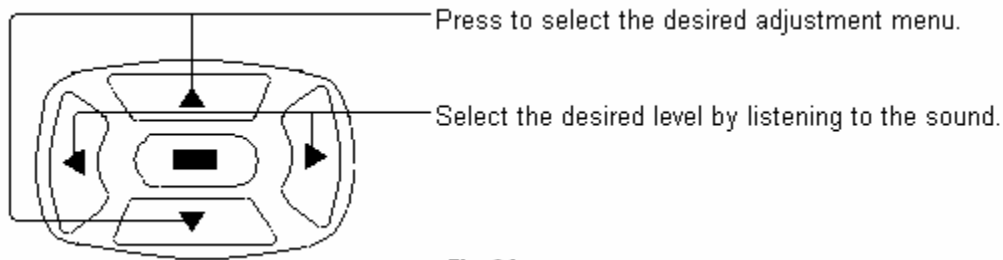 Press to select the desired adjustment menu.
Select the desired level by listening to the sound.